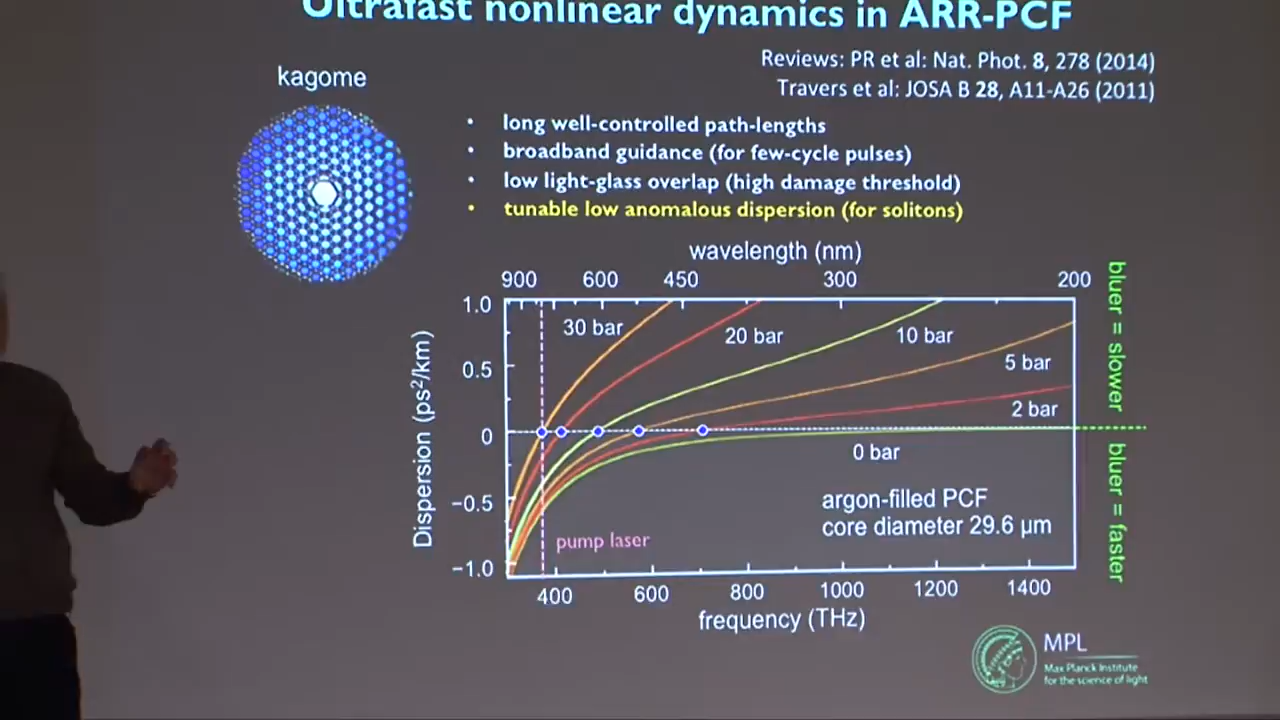 Ultrafast nonlinear dynamics in ARR-PCF
Reviews: PR et al: Nat. Phot. 8, 278 (2014)
Travers et al: JOSA B 28, A11-A26 (2011)
kagome
• long well-controlled path-lengths
• broadband guidance (for few-cycle pulses)
• low light-glass overlap (high damage threshold)
• tunable low anomalous dispersion (for solitons)
wavelength (nm)
900 600 450 300 200
1.0
0.5
0
−0.5
−1.0
Dispersion (ps²/km)
30 bar
20 bar
10 bar
5 bar
2 bar
0 bar
argon-filled PCF
core diameter 29.6 µm
pump laser
400 600 800 1000 1200 1400
frequency (THz)
bluer = slower
bluer = faster
MPL
Max Planck Institute
for the science of light